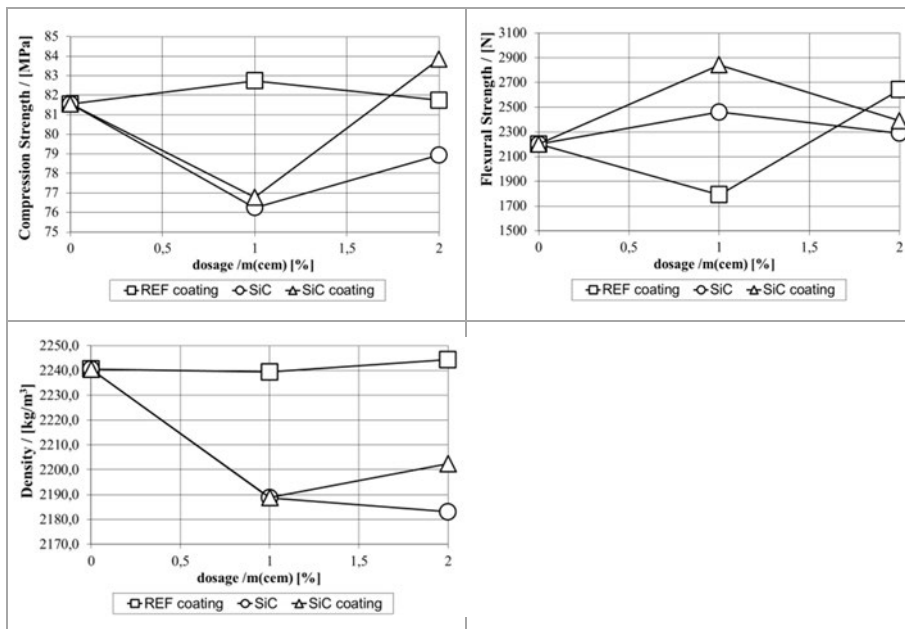 Compression Strength / [MPa]
85
84
83
82
81
80
79
78
77
76
75
0 0,5 1 1,5 2
dosage /m(cem) [%]
REF coating SiC SiC coating
Flexural Strength / [N]
3100
2900
2700
2500
2300
2100
1900
1700
1500
0 0,5 1 1,5 2
dosage /m(cem) [%]
REF coating SiC SiC coating
Density / [kg/m³]
2250,0
2240,0
2230,0
2220,0
2210,0
2200,0
2190,0
2180,0
2170,0
0 0,5 1 1,5 2
dosage /m(cem) [%]
REF coating SiC SiC coating